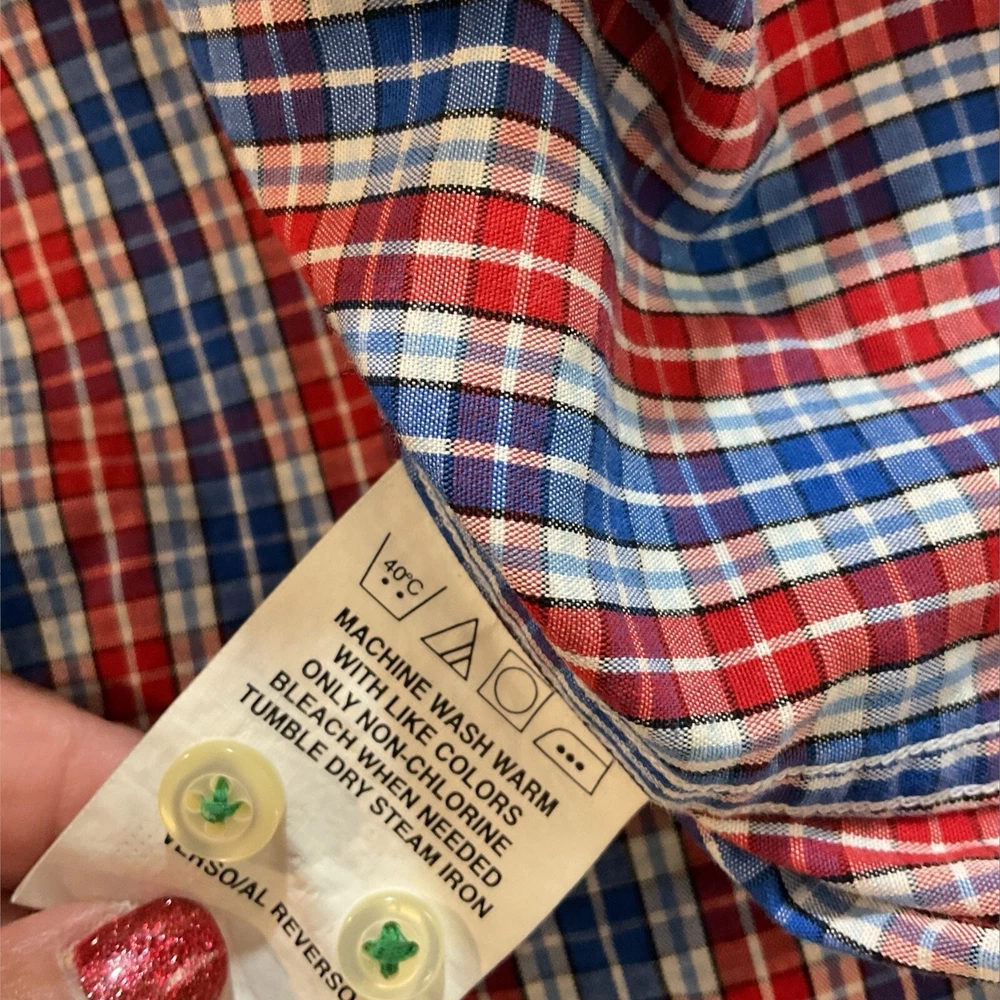 40°C
MACHINE WASH WARM
WITH LIKE COLORS
ONLY NON-CHLORINE
BLEACH WHEN NEEDED
TUMBLE DRY STEAM IRON
VERSO/AL REVERSO